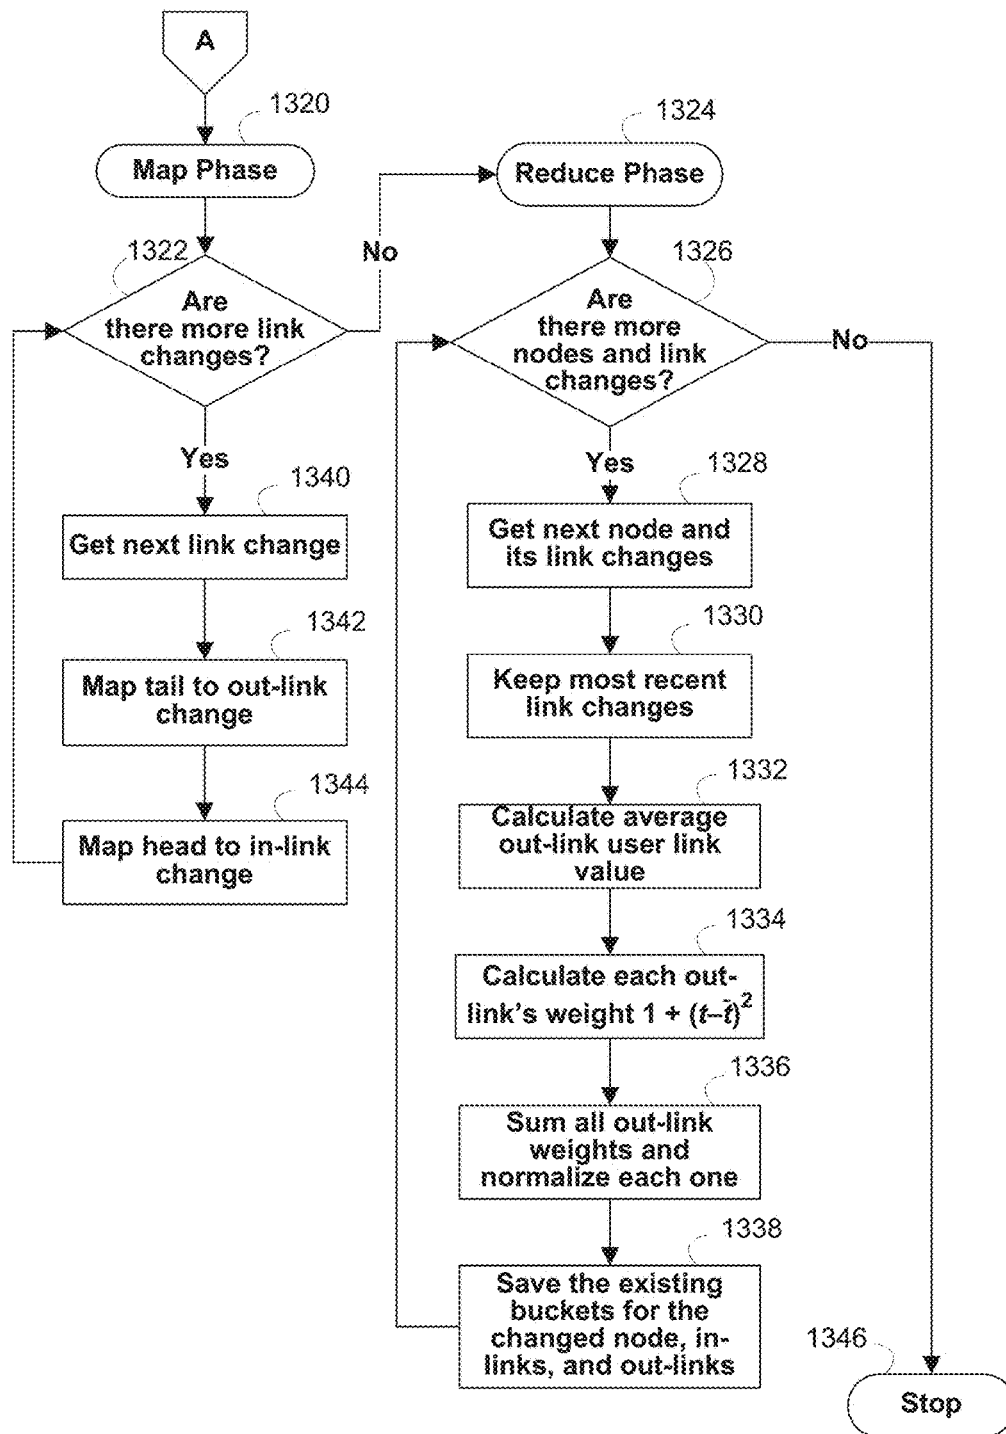 A
1320
Map Phase
1322
Are
there more link
changes?
No
Yes
1340
Get next link change
1342
Map tail to out-link
change
1344
Map head to in-link
change
1324
Reduce Phase
1326
Are
there more
nodes and link
changes?
No
Yes
1328
Get next node and
its link changes
1330
Keep most recent
link changes
1332
Calculate average
out-link user link
value
1334
Calculate each out-
link's weight 1 + (t–t̄)²
1336
Sum all out-link
weights and
normalize each one
1338
Save the existing
buckets for the
changed node, in-
links, and out-links
1346
Stop